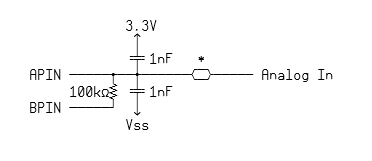 3.3V
1nF
*
APIN
Analog In
100kΩ
1nF
BPIN
Vss